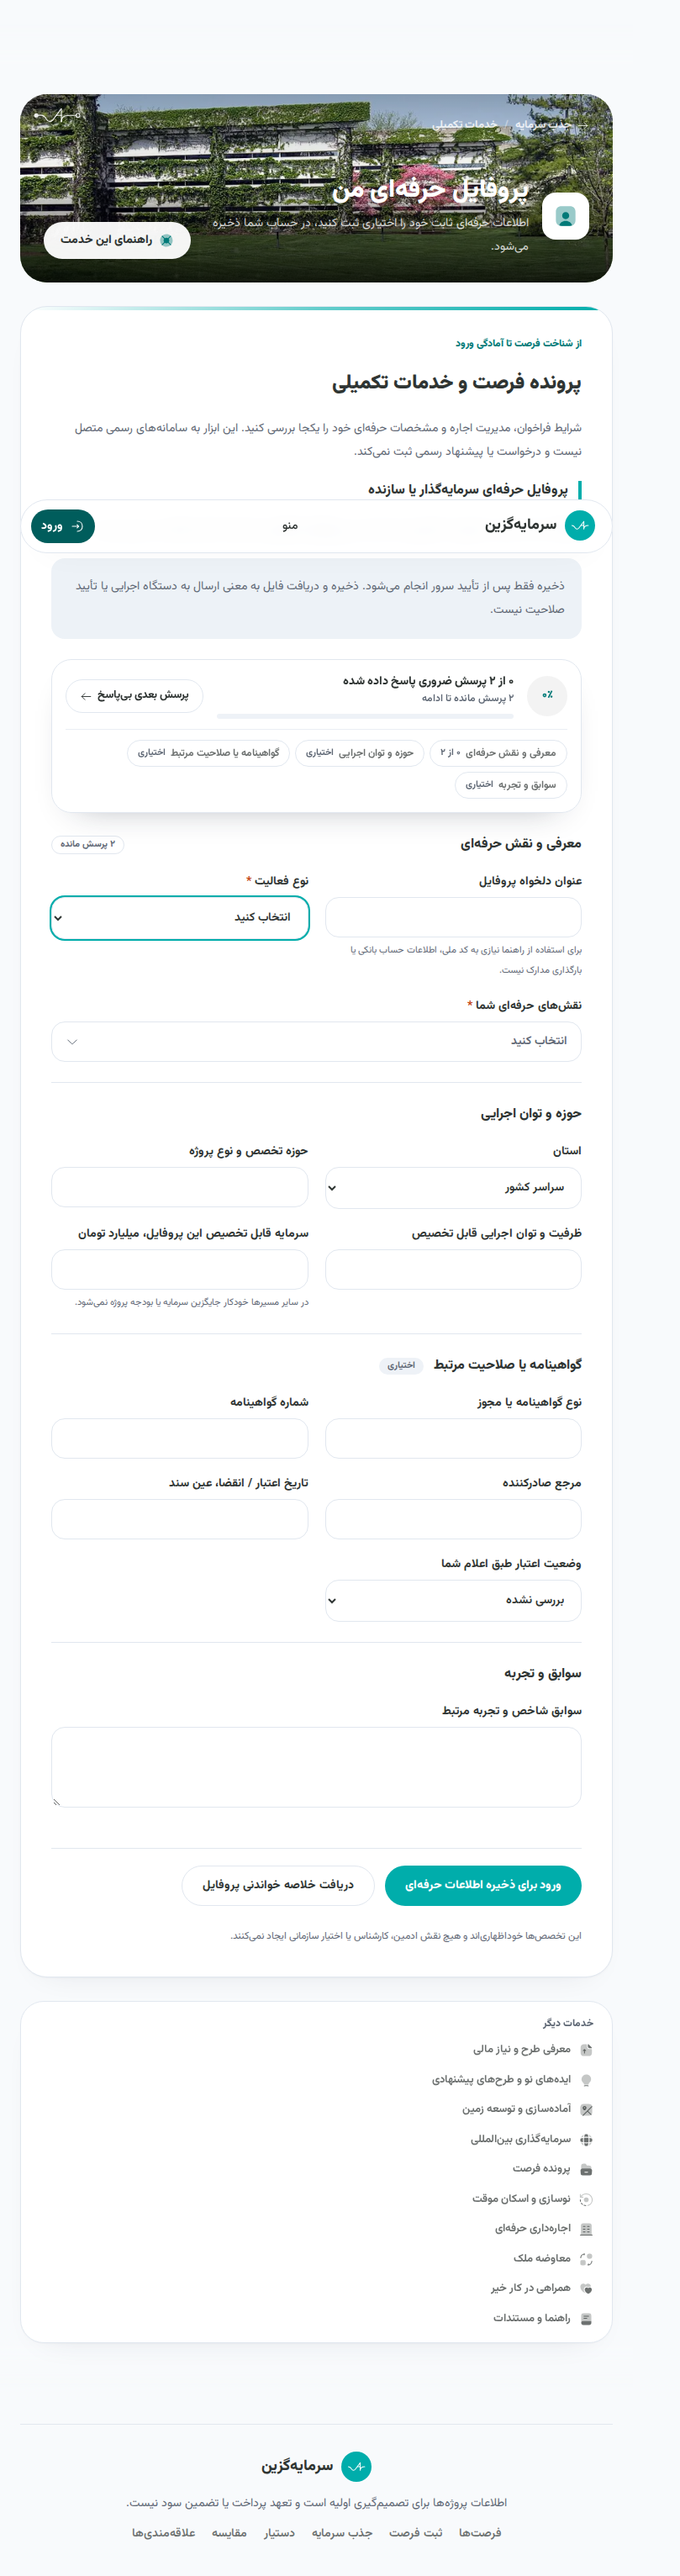 جذب سرمایه / خدمات تکمیلی
پروفایل حرفه‌ای من
اطلاعات حرفه‌ای ثابت خود را اختیاری ثبت کنید، در حساب شما ذخیره
می‌شود.
راهنمای این خدمت
از شناخت فرصت تا آمادگی ورود
پرونده فرصت و خدمات تکمیلی
شرایط فراخوان، مدیریت اجاره و مشخصات حرفه‌ای خود را یکجا بررسی کنید. این ابزار به سامانه‌های رسمی متصل
نیست و درخواست یا پیشنهاد رسمی ثبت نمی‌کند.
پروفایل حرفه‌ای سرمایه‌گذار یا سازنده
سرمایه‌گزین
منو
ورود
ذخیره فقط پس از تأیید سرور انجام می‌شود. ذخیره و دریافت فایل به معنی ارسال به دستگاه اجرایی یا تأیید
صلاحیت نیست.
۰٪
۰ از ۲ پرسش ضروری پاسخ داده شده
۲ پرسش مانده تا ادامه
پرسش بعدی بی‌پاسخ
معرفی و نقش حرفه‌ای ۰ از ۲
حوزه و توان اجرایی اختیاری
گواهینامه یا صلاحیت مرتبط اختیاری
سوابق و تجربه اختیاری
معرفی و نقش حرفه‌ای
۲ پرسش مانده
عنوان دلخواه پروفایل
نوع فعالیت *
انتخاب کنید
برای استفاده از راهنما نیازی به کد ملی، اطلاعات حساب بانکی یا
بارگذاری مدارک نیست.
نقش‌های حرفه‌ای شما *
انتخاب کنید
حوزه و توان اجرایی
استان
حوزه تخصص و نوع پروژه
سراسر کشور
ظرفیت و توان اجرایی قابل تخصیص
سرمایه قابل تخصیص این پروفایل، میلیارد تومان
در سایر مسیرها خودکار جایگزین سرمایه یا بودجه پروژه نمی‌شود.
گواهینامه یا صلاحیت مرتبط
اختیاری
نوع گواهینامه یا مجوز
شماره گواهینامه
مرجع صادرکننده
تاریخ اعتبار / انقضا، عین سند
وضعیت اعتبار طبق اعلام شما
بررسی نشده
سوابق و تجربه
سوابق شاخص و تجربه مرتبط
ورود برای ذخیره اطلاعات حرفه‌ای
دریافت خلاصه خواندنی پروفایل
این تخصص‌ها خوداظهاری‌اند و هیچ نقش ادمین، کارشناس یا اختیار سازمانی ایجاد نمی‌کنند.
خدمات دیگر
معرفی طرح و نیاز مالی
ایده‌های نو و طرح‌های پیشنهادی
آماده‌سازی و توسعه زمین
سرمایه‌گذاری بین‌المللی
پرونده فرصت
نوسازی و اسکان موقت
اجاره‌داری حرفه‌ای
معاوضه ملک
همراهی در کار خیر
راهنما و مستندات
سرمایه‌گزین
اطلاعات پروژه‌ها برای تصمیم‌گیری اولیه است و تعهد پرداخت یا تضمین سود نیست.
فرصت‌ها
ثبت فرصت
جذب سرمایه
دستیار
مقایسه
علاقه‌مندی‌ها